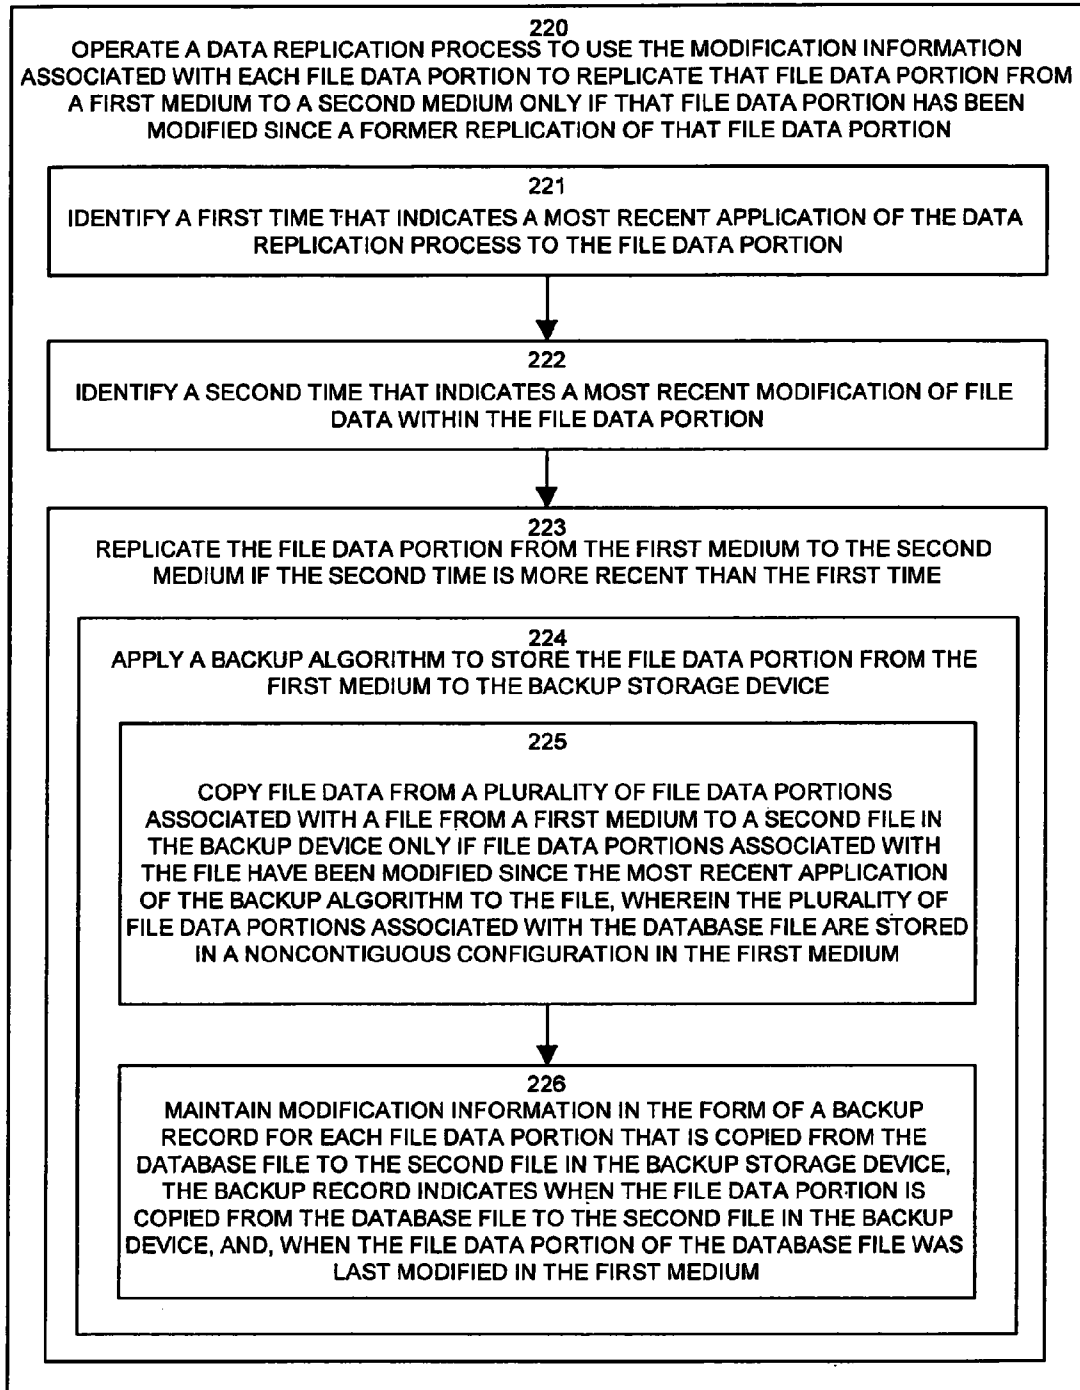 220
OPERATE A DATA REPLICATION PROCESS TO USE THE MODIFICATION INFORMATION
ASSOCIATED WITH EACH FILE DATA PORTION TO REPLICATE THAT FILE DATA PORTION FROM
A FIRST MEDIUM TO A SECOND MEDIUM ONLY IF THAT FILE DATA PORTION HAS BEEN
MODIFIED SINCE A FORMER REPLICATION OF THAT FILE DATA PORTION
221
IDENTIFY A FIRST TIME THAT INDICATES A MOST RECENT APPLICATION OF THE DATA
REPLICATION PROCESS TO THE FILE DATA PORTION
222
IDENTIFY A SECOND TIME THAT INDICATES A MOST RECENT MODIFICATION OF FILE
DATA WITHIN THE FILE DATA PORTION
223
REPLICATE THE FILE DATA PORTION FROM THE FIRST MEDIUM TO THE SECOND
MEDIUM IF THE SECOND TIME IS MORE RECENT THAN THE FIRST TIME
224
APPLY A BACKUP ALGORITHM TO STORE THE FILE DATA PORTION FROM THE
FIRST MEDIUM TO THE BACKUP STORAGE DEVICE
225
COPY FILE DATA FROM A PLURALITY OF FILE DATA PORTIONS
ASSOCIATED WITH A FILE FROM A FIRST MEDIUM TO A SECOND FILE IN
THE BACKUP DEVICE ONLY IF FILE DATA PORTIONS ASSOCIATED WITH
THE FILE HAVE BEEN MODIFIED SINCE THE MOST RECENT APPLICATION
OF THE BACKUP ALGORITHM TO THE FILE, WHEREIN THE PLURALITY OF
FILE DATA PORTIONS ASSOCIATED WITH THE DATABASE FILE ARE STORED
IN A NONCONTIGUOUS CONFIGURATION IN THE FIRST MEDIUM
226
MAINTAIN MODIFICATION INFORMATION IN THE FORM OF A BACKUP
RECORD FOR EACH FILE DATA PORTION THAT IS COPIED FROM THE
DATABASE FILE TO THE SECOND FILE IN THE BACKUP STORAGE DEVICE,
THE BACKUP RECORD INDICATES WHEN THE FILE DATA PORTION IS
COPIED FROM THE DATABASE FILE TO THE SECOND FILE IN THE BACKUP
DEVICE, AND, WHEN THE FILE DATA PORTION OF THE DATABASE FILE WAS
LAST MODIFIED IN THE FIRST MEDIUM